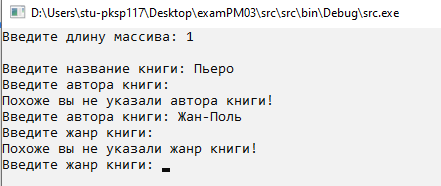 D:\Users\stu-pksp117\Desktop\examPM03\src\src\bin\Debug\src.exe
Введите длину массива: 1
Введите название книги: Пьеро
Введите автора книги:
Похоже вы не указали автора книги!
Введите автора книги: Жан-Поль
Введите жанр книги:
Похоже вы не указали жанр книги!
Введите жанр книги: